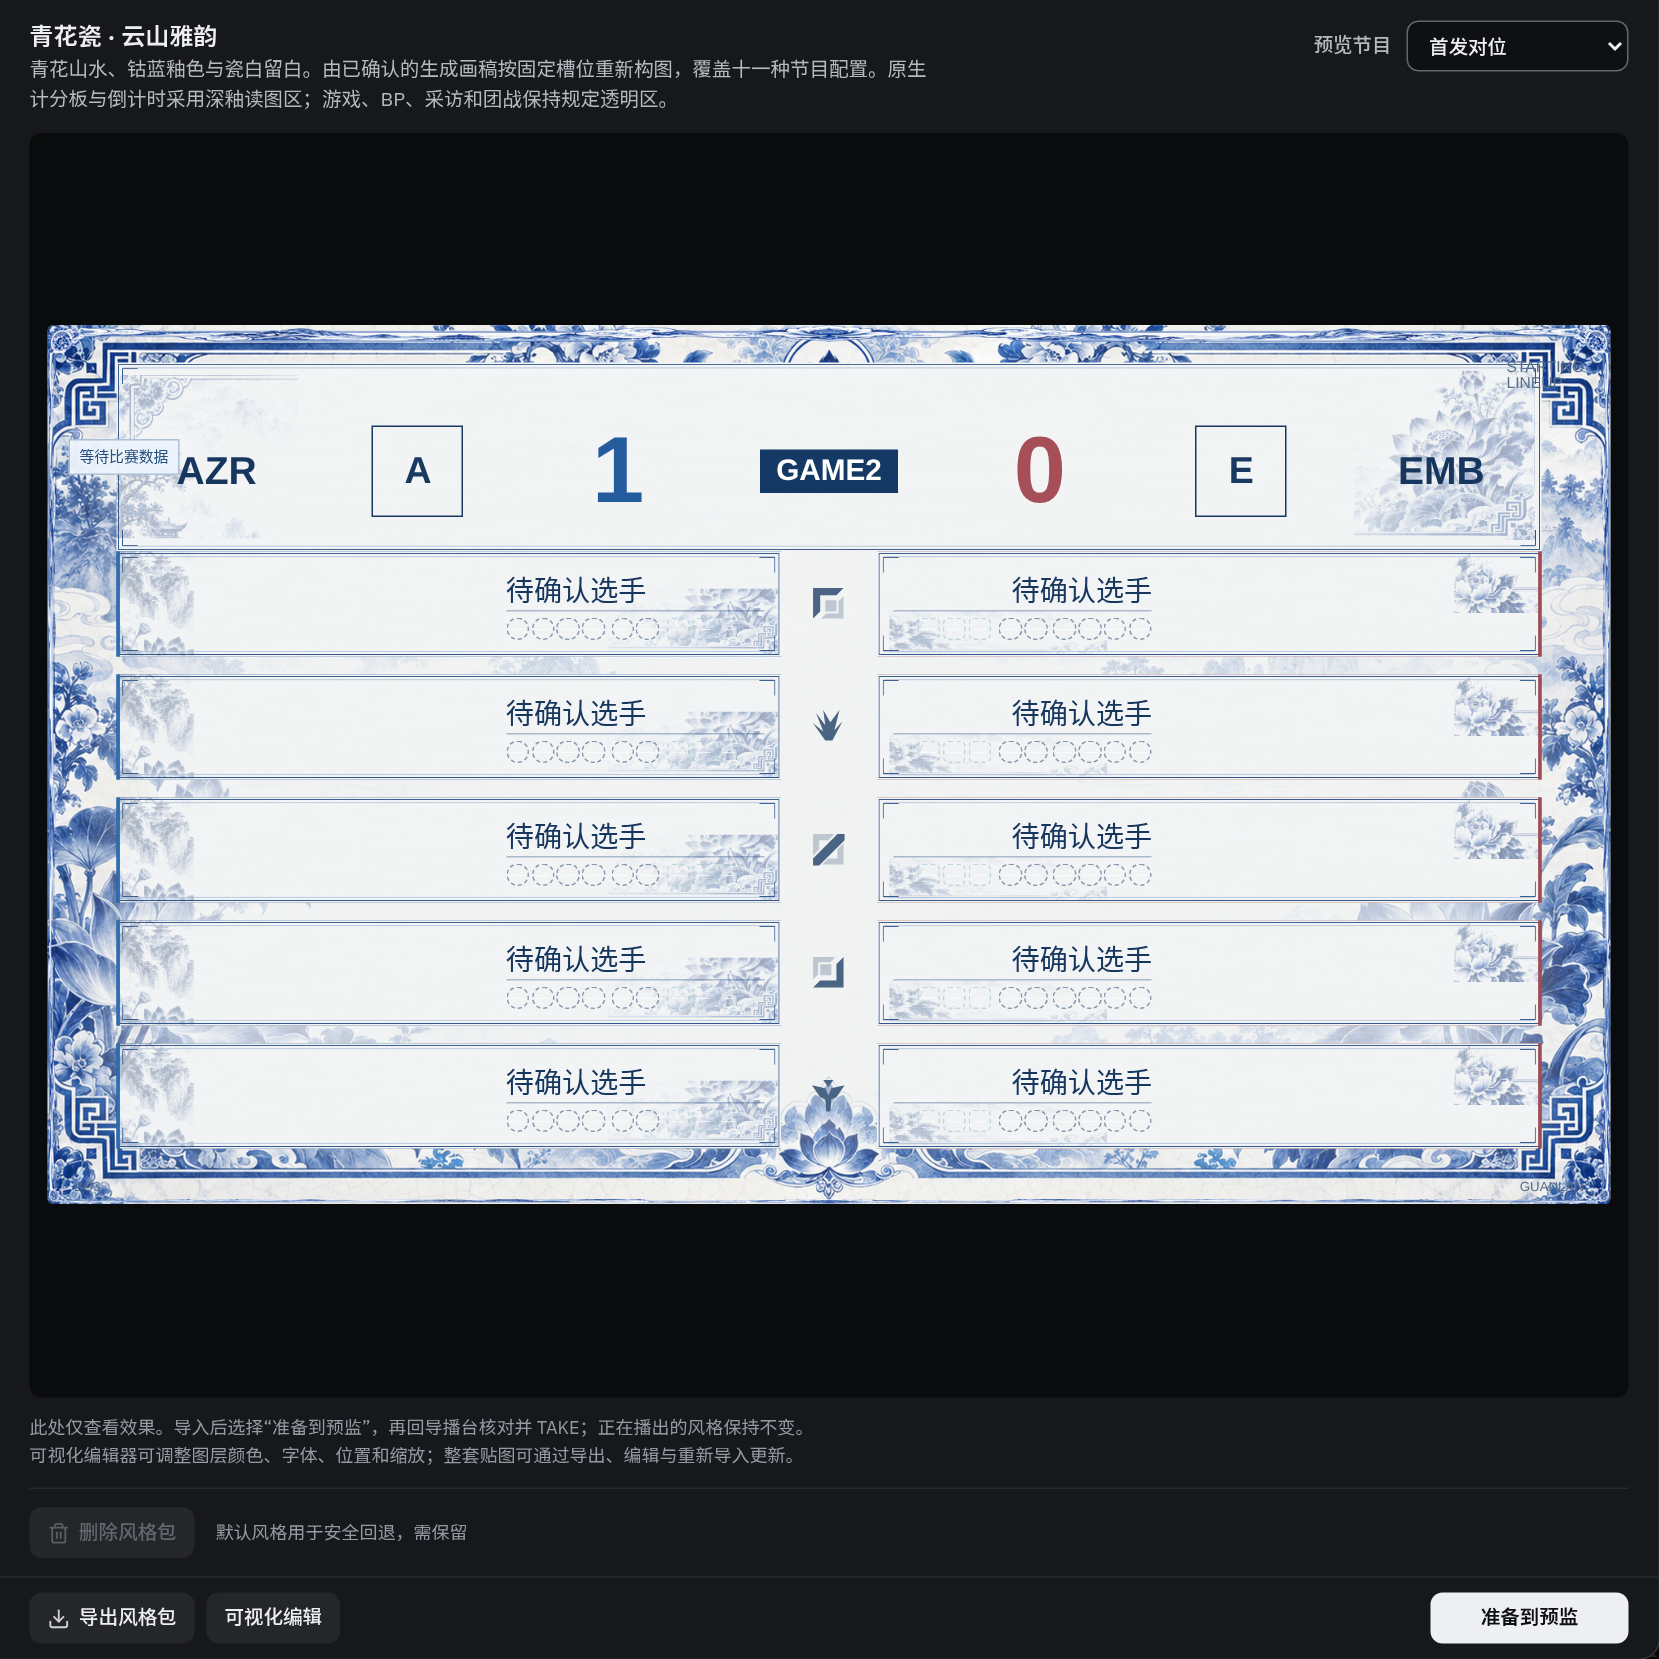 青花瓷 · 云山雅韵
青花山水、钴蓝釉色与瓷白留白。由已确认的生成画稿按固定槽位重新构图，覆盖十一种节目配置。原生
计分板与倒计时采用深釉读图区；游戏、BP、采访和团战保持规定透明区。
预览节目
首发对位
STARTING
LINEUP
等待比赛数据
AZR
A
1
GAME2
0
E
EMB
待确认选手
待确认选手
待确认选手
待确认选手
待确认选手
待确认选手
待确认选手
待确认选手
待确认选手
待确认选手
此处仅查看效果。导入后选择“准备到预监”，再回导播台核对并 TAKE；正在播出的风格保持不变。
可视化编辑器可调整图层颜色、字体、位置和缩放；整套贴图可通过导出、编辑与重新导入更新。
删除风格包
默认风格用于安全回退，需保留
导出风格包
可视化编辑
准备到预监